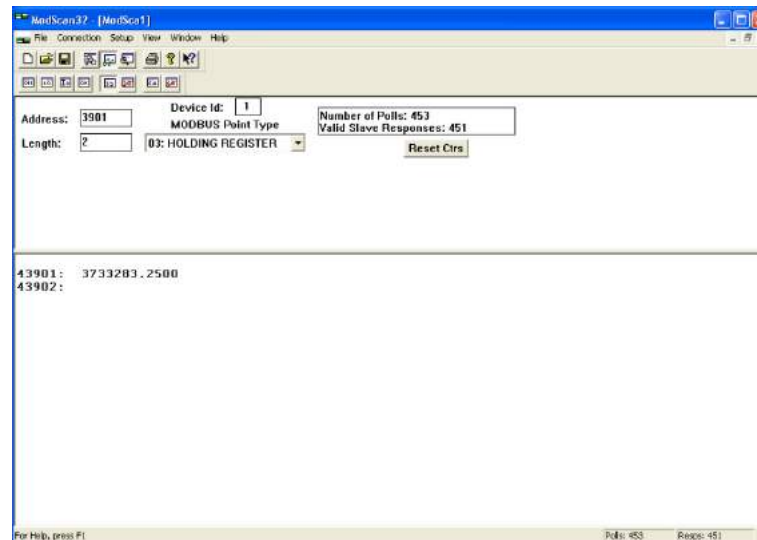 ModScan32 - [ModSca1]
File Connection Setup View Window Help
Address: 3901
Device Id: 1
MODBUS Point Type
Length: 2
03: HOLDING REGISTER
Number of Polls: 453
Valid Slave Responses: 451
Reset Ctrs
43901: 3733283.2500
43902:
For Help, press F1
Polls: 453
Resps: 451